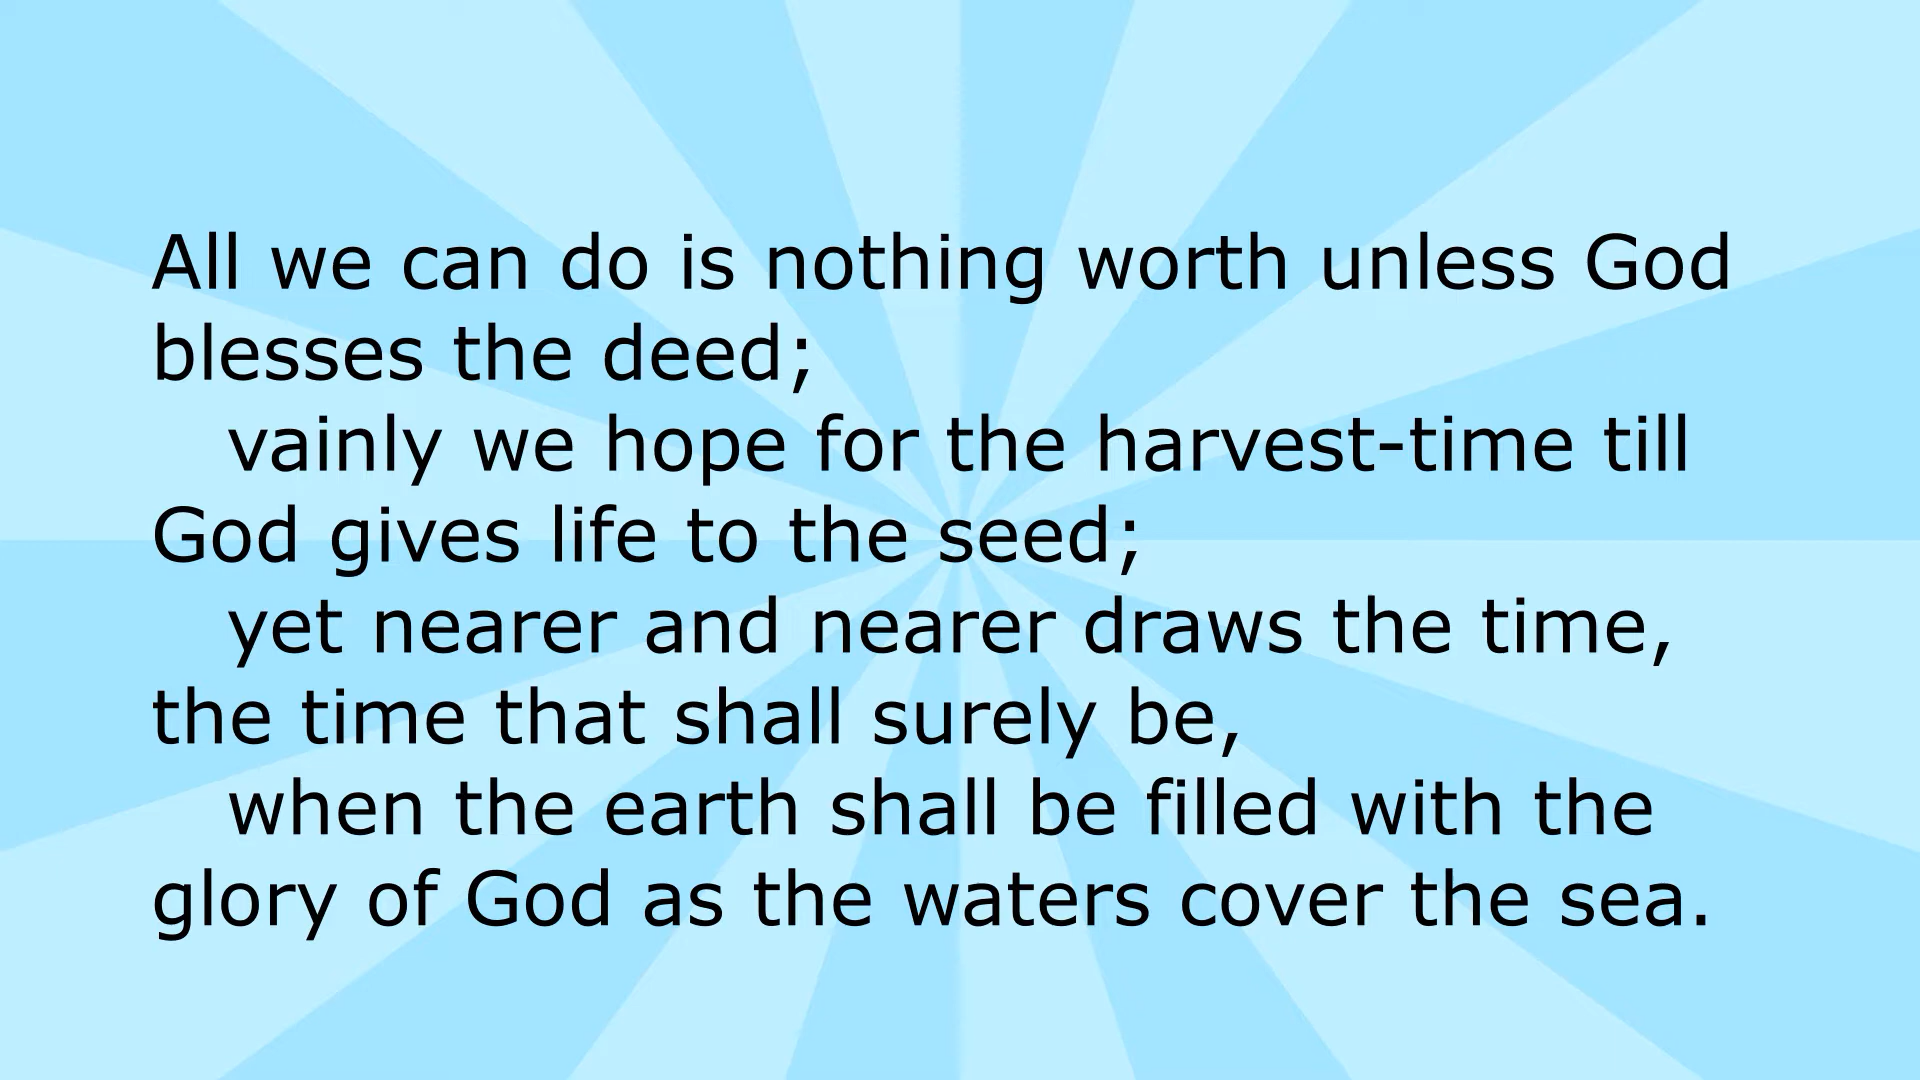 All we can do is nothing worth unless God
blesses the deed;
vainly we hope for the harvest-time till
God gives life to the seed;
yet nearer and nearer draws the time,
the time that shall surely be,
when the earth shall be filled with the
glory of God as the waters cover the sea.